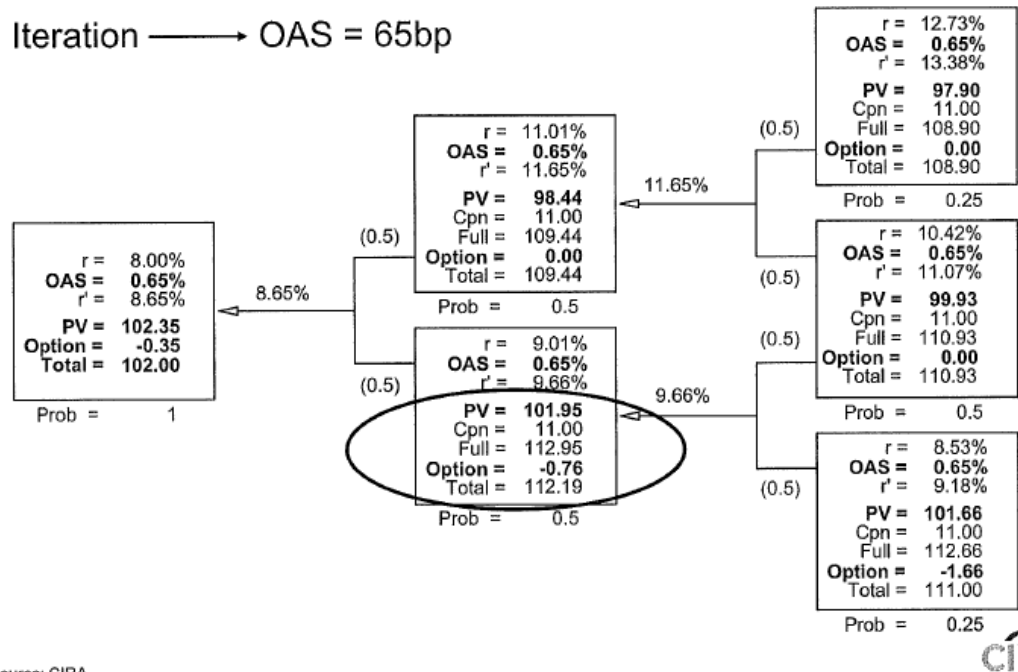 Iteration → OAS = 65bp
r = 8.00%
OAS = 0.65%
r' = 8.65%
PV = 102.35
Option = -0.35
Total = 102.00
Prob = 1
8.65%
(0.5)
(0.5)
r = 11.01%
OAS = 0.65%
r' = 11.65%
PV = 98.44
Cpn = 11.00
Full = 109.44
Option = 0.00
Total = 109.44
Prob = 0.5
r = 9.01%
OAS = 0.65%
r' = 9.66%
PV = 101.95
Cpn = 11.00
Full = 112.95
Option = -0.76
Total = 112.19
Prob = 0.5
11.65%
(0.5)
(0.5)
9.66%
(0.5)
(0.5)
r = 12.73%
OAS = 0.65%
r' = 13.38%
PV = 97.90
Cpn = 11.00
Full = 108.90
Option = 0.00
Total = 108.90
Prob = 0.25
r = 10.42%
OAS = 0.65%
r' = 11.07%
PV = 99.93
Cpn = 11.00
Full = 110.93
Option = 0.00
Total = 110.93
Prob = 0.5
r = 8.53%
OAS = 0.65%
r' = 9.18%
PV = 101.66
Cpn = 11.00
Full = 112.66
Option = -1.66
Total = 111.00
Prob = 0.25